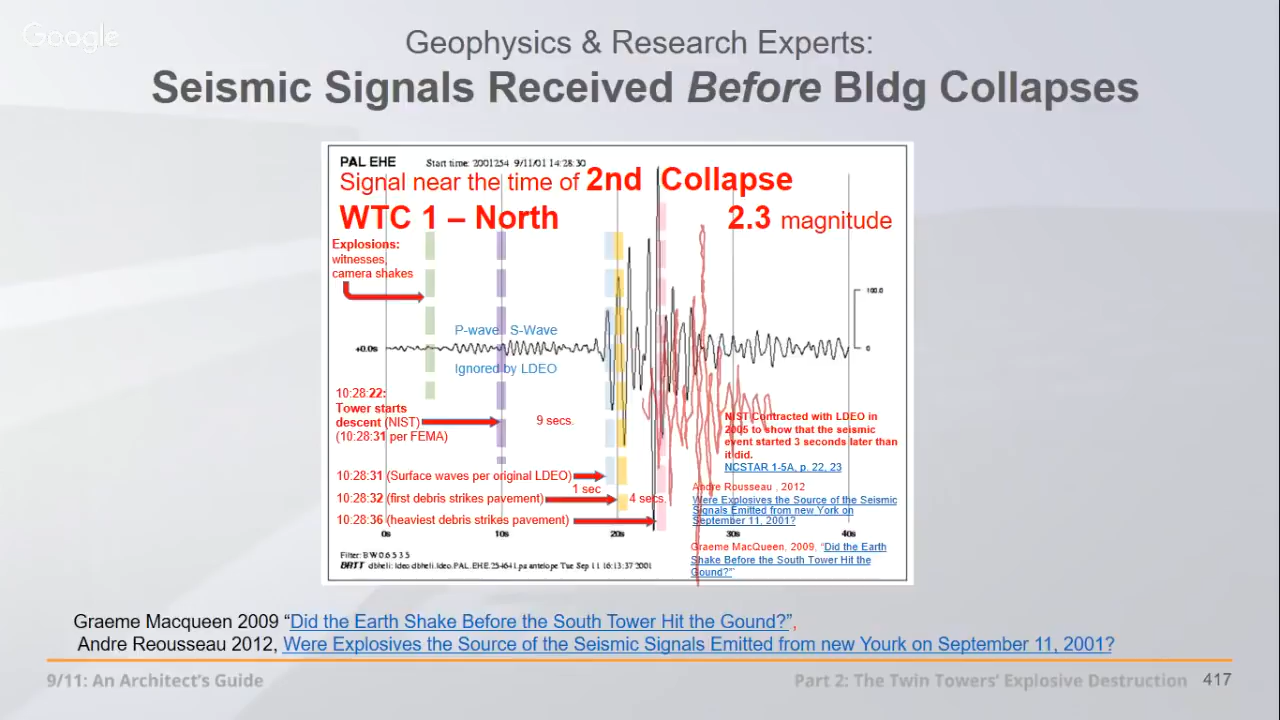 Google
Geophysics & Research Experts:
Seismic Signals Received Before Bldg Collapses
PAL EHE Start time: 2001254 9/11/01 14:28:30
Signal near the time of 2nd Collapse
WTC 1 – North 2.3 magnitude
Explosions:
witnesses,
camera shakes
100.0
P-wave S-Wave
+0.0s
0
Ignored by LDEO
10:28:22:
Tower starts
descent (NIST)
(10:28:31 per FEMA)
9 secs.
NIST Contracted with LDEO in
2005 to show that the seismic
event started 3 seconds later than
it did.
NCSTAR 1-5A, p. 22, 23
10:28:31 (Surface waves per original LDEO)
1 sec
10:28:32 (first debris strikes pavement)
4 secs.
10:28:36 (heaviest debris strikes pavement)
Andre Rousseau , 2012
Were Explosives the Source of the Seismic
Signals Emitted from new York on
September 11, 2001?
0s 10s 20s 30s 40s
Graeme MacQueen, 2009, “Did the Earth
Shake Before the South Tower Hit the
Gound?”
Filter: BW 0.6 5 3 5
dbheli: ldeo.PAL.EHE.254641.pa antelope Tue Sep 11 16:13:37 2001
Graeme Macqueen 2009 “Did the Earth Shake Before the South Tower Hit the Gound?”,
Andre Reousseau 2012, Were Explosives the Source of the Seismic Signals Emitted from new Yourk on September 11, 2001?
9/11: An Architect's Guide
Part 2: The Twin Towers' Explosive Destruction 417